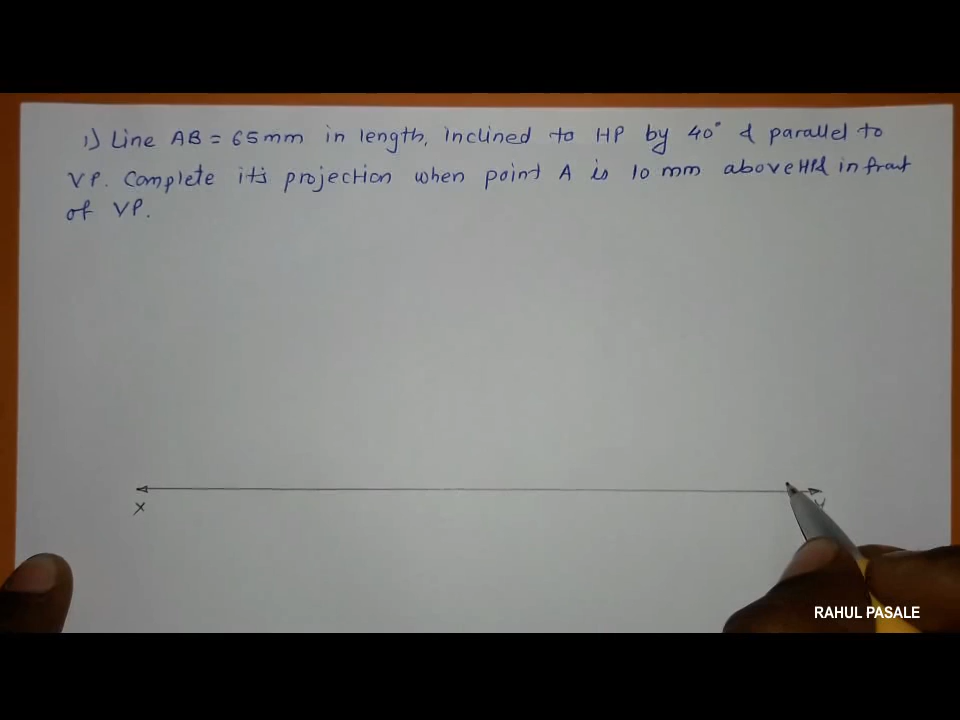 1) Line AB = 65mm in length, inclined to HP by 40° & parallel to
VP. Complete its projection when point A is 10 mm above HP & in front
of VP.
X
Y
RAHUL PASALE